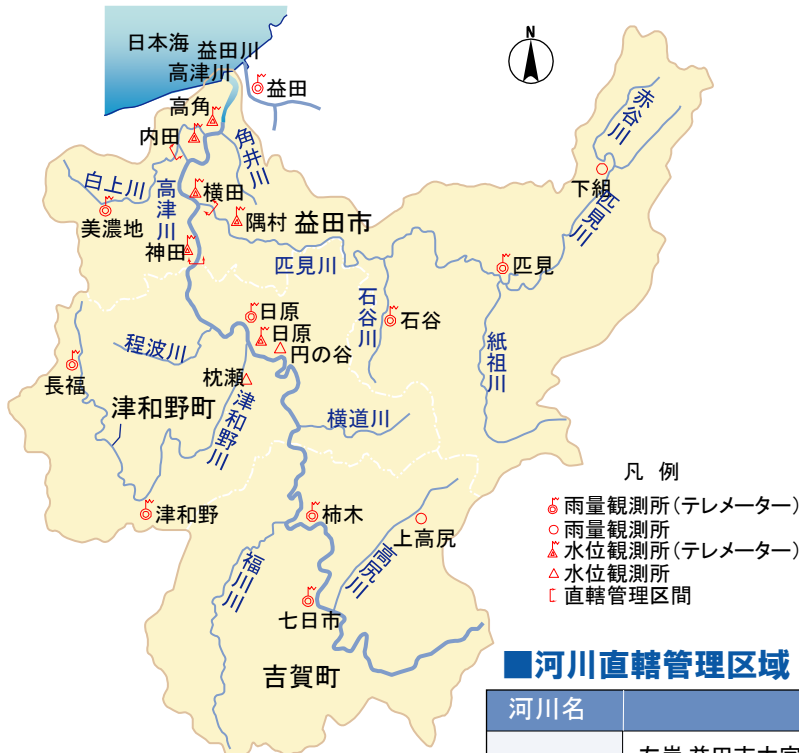 N
日本海
益田川
高津川
益田
高角
内田
角井川
白上川
高津川
横田
隅村
益田市
美濃地
神田
匹見川
赤谷川
下組
匹見川
匹見
石谷川
石谷
紙祖川
日原
日原
円の谷
程波川
枕瀬
長福
津和野町
津和野川
横道川
津和野
柿木
上高尻
高尻川
福川川
七日市
吉賀町
凡 例
雨量観測所(テレメーター)
雨量観測所
水位観測所(テレメーター)
水位観測所
直轄管理区間
■河川直轄管理区域
河川名